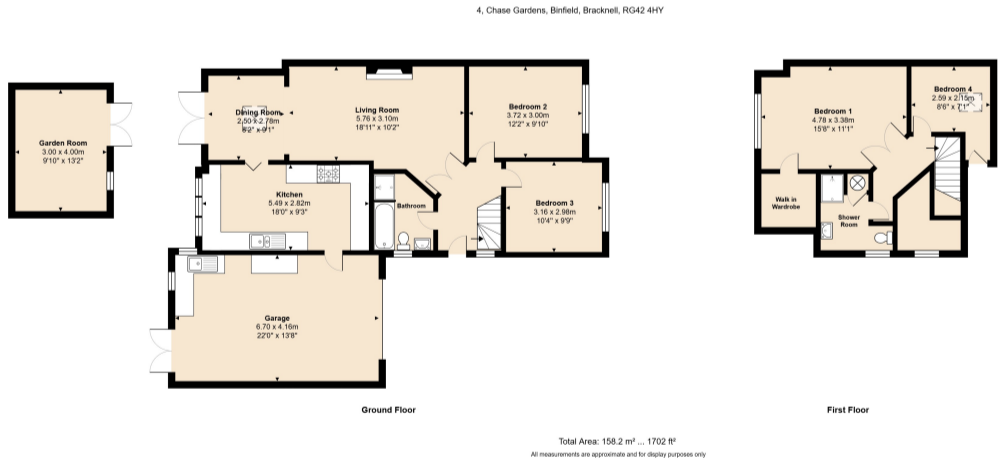 4, Chase Gardens, Binfield, Bracknell, RG42 4HY
Garden Room
3.00 x 4.00m
9'10" x 13'2"
Dining Room
2.50 x 2.78m
8'2" x 9'1"
Living Room
5.76 x 3.10m
18'11" x 10'2"
Bedroom 2
3.72 x 3.00m
12'2" x 9'10"
Kitchen
5.49 x 2.82m
18'0" x 9'3"
Bathroom
Bedroom 3
3.16 x 2.98m
10'4" x 9'9"
Garage
6.70 x 4.16m
22'0" x 13'8"
Ground Floor
Bedroom 1
4.78 x 3.38m
15'8" x 11'1"
Bedroom 4
2.59 x 2.15m
8'6" x 7'1"
Walk in
Wardrobe
Shower
Room
First Floor
Total Area: 158.2 m² ... 1702 ft²
All measurements are approximate and for display purposes only